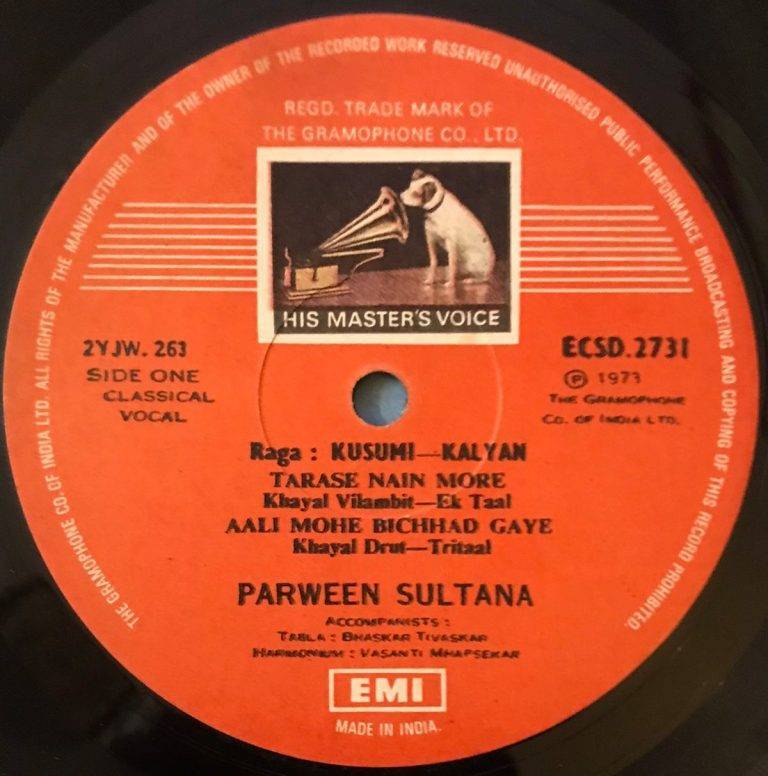 THE GRAMOPHONE CO. OF INDIA LTD. ALL RIGHTS OF THE MANUFACTURER AND OF THE OWNER OF THE RECORDED WORK RESERVED UNAUTHORISED PUBLIC PERFORMANCE BROADCASTING AND COPYING OF THIS RECORD PROHIBITED.
REGD. TRADE MARK OF
THE GRAMOPHONE CO., LTD.
HIS MASTER'S VOICE
2YJW. 263
SIDE ONE
CLASSICAL
VOCAL
ECSD.2731
Ⓟ 1973
THE GRAMOPHONE
CO. OF INDIA LTD.
Raga : KUSUMI—KALYAN
TARASE NAIN MORE
Khayal Vilambit—Ek Taal
AALI MOHE BICHHAD GAYE
Khayal Drut—Tritaal
PARWEEN SULTANA
ACCOMPANISTS :
TABLA : BHASKAR TIVASKAR
HARMONIUM : VASANTI MHAPSEKAR
EMI
MADE IN INDIA.